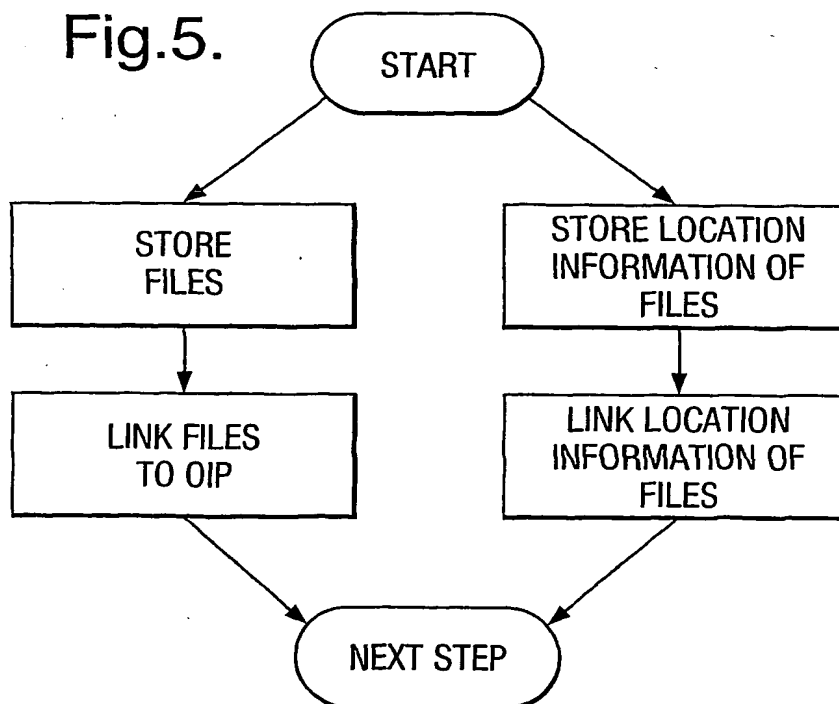 Fig.5.
START
STORE
FILES
STORE LOCATION
INFORMATION OF
FILES
LINK FILES
TO OIP
LINK LOCATION
INFORMATION OF
FILES
NEXT STEP